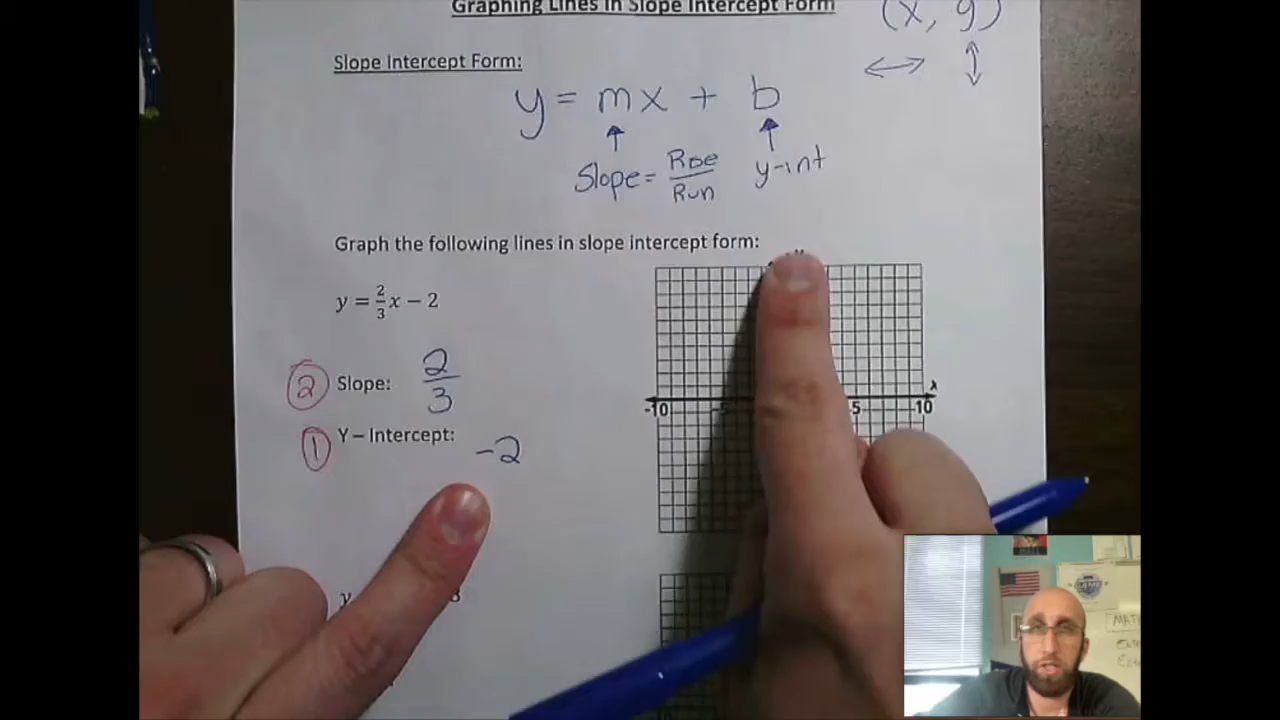 Graphing Lines in Slope Intercept Form
(x, y)
Slope Intercept Form:
y = mx + b
Slope = Rise/Run y-int
Graph the following lines in slope intercept form:
y = 2/3 x − 2
② Slope: 2/3
① Y – Intercept: -2
x
-10 -5 5 10